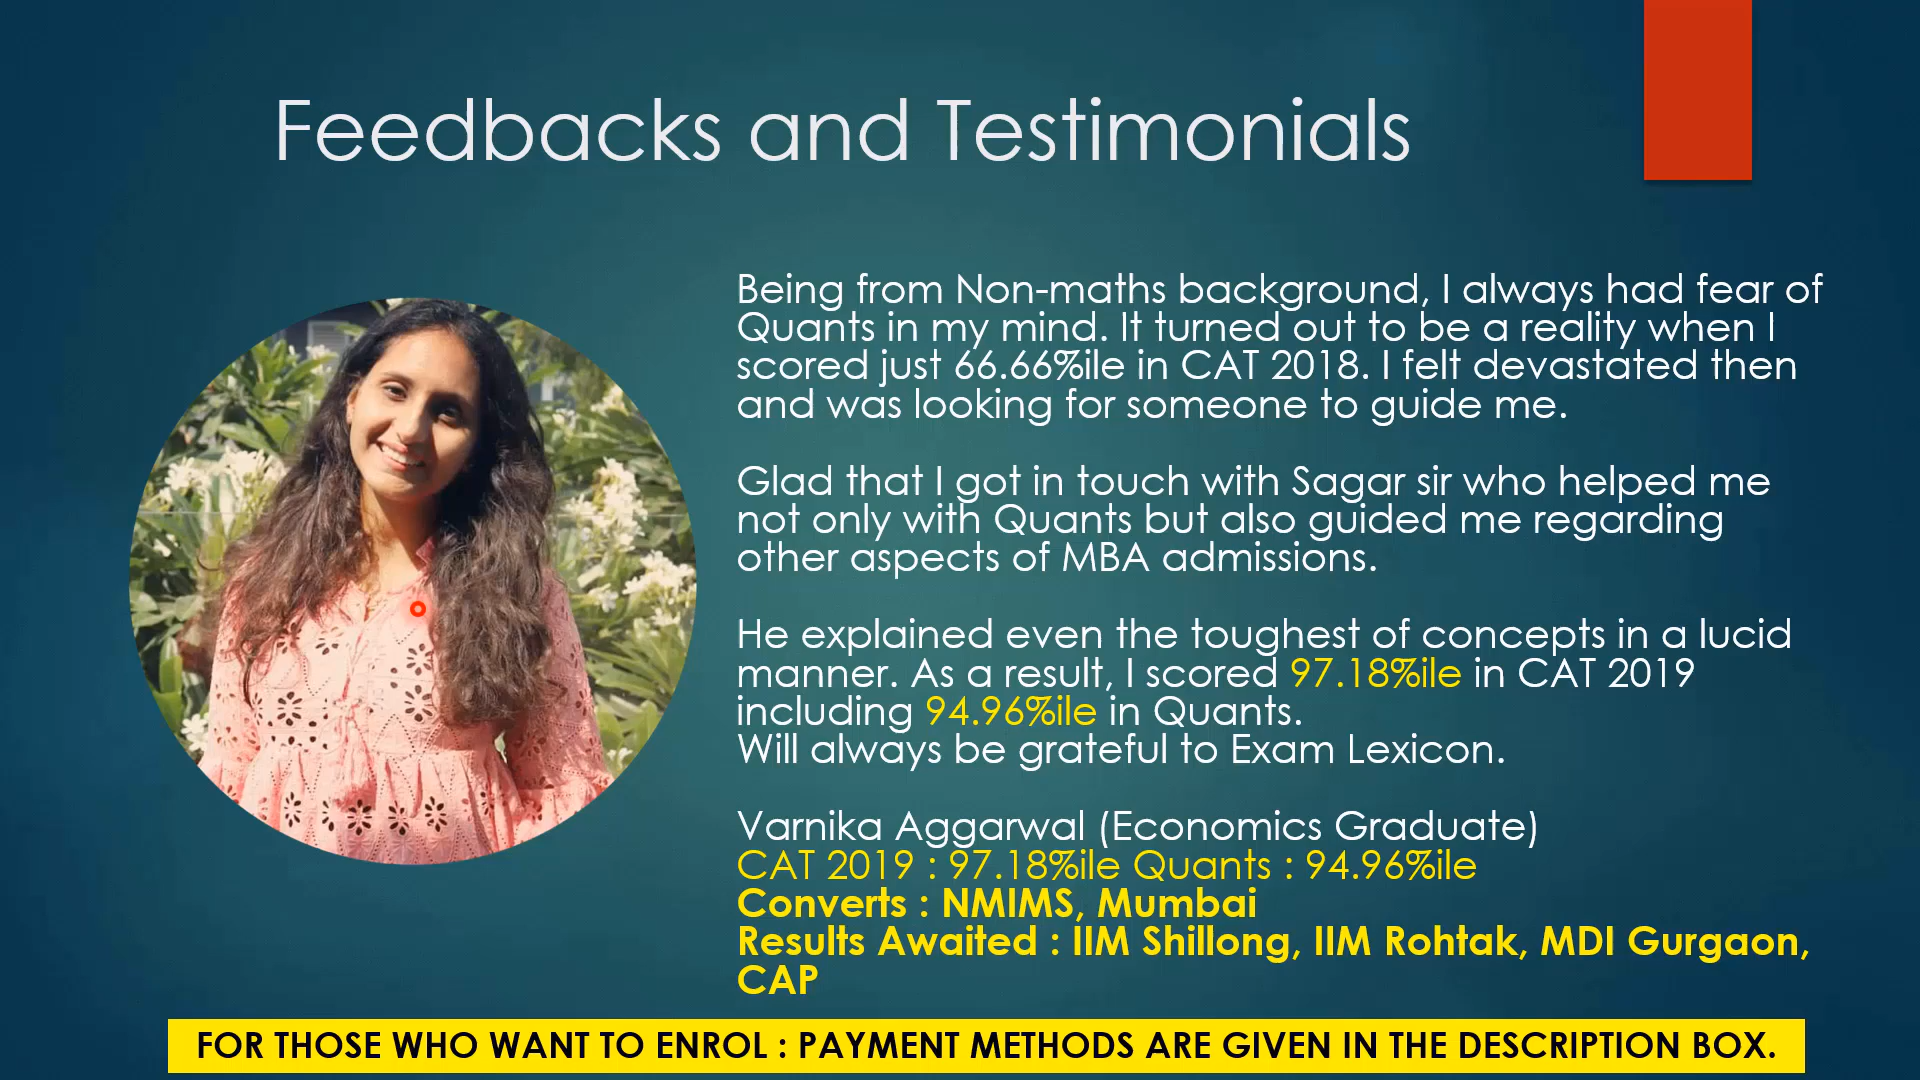 Feedbacks and Testimonials
Being from Non-maths background, I always had fear of
Quants in my mind. It turned out to be a reality when I
scored just 66.66%ile in CAT 2018. I felt devastated then
and was looking for someone to guide me.
Glad that I got in touch with Sagar sir who helped me
not only with Quants but also guided me regarding
other aspects of MBA admissions.
He explained even the toughest of concepts in a lucid
manner. As a result, I scored 97.18%ile in CAT 2019
including 94.96%ile in Quants.
Will always be grateful to Exam Lexicon.
Varnika Aggarwal (Economics Graduate)
CAT 2019 : 97.18%ile Quants : 94.96%ile
Converts : NMIMS, Mumbai
Results Awaited : IIM Shillong, IIM Rohtak, MDI Gurgaon,
CAP
FOR THOSE WHO WANT TO ENROL : PAYMENT METHODS ARE GIVEN IN THE DESCRIPTION BOX.